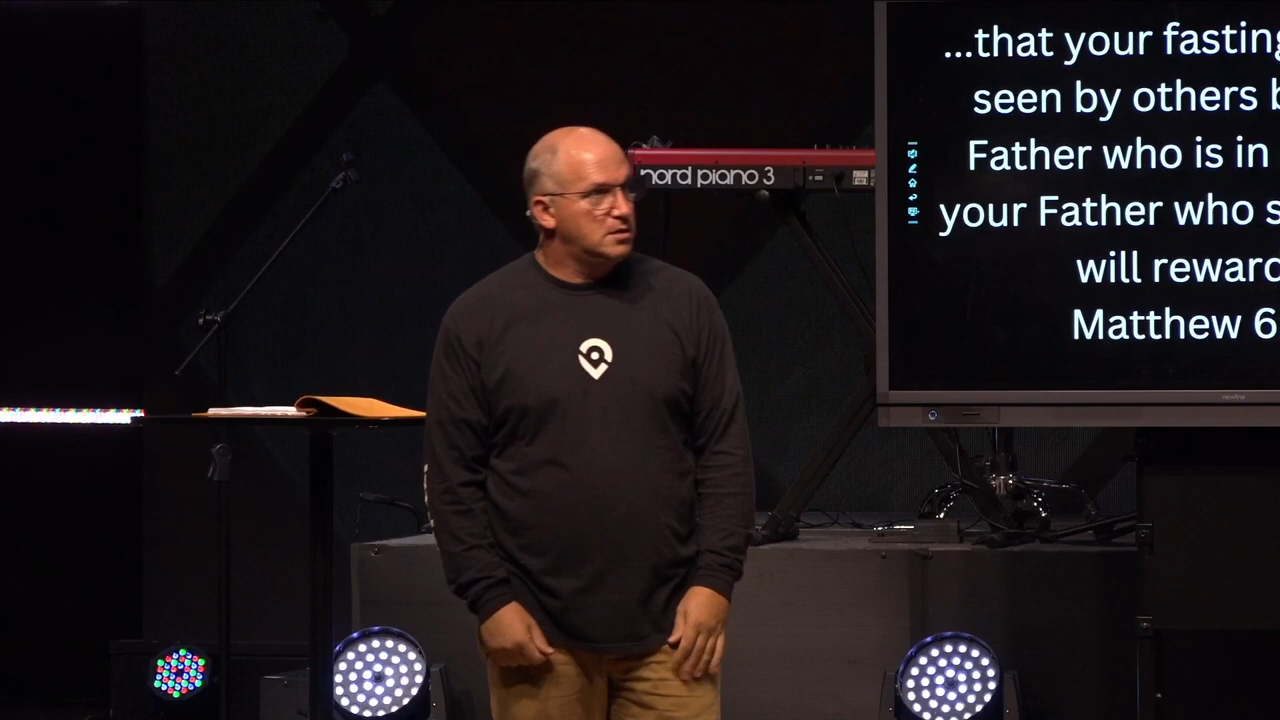 ...that your fasting
seen by others b
Father who is in
your Father who s
will reward
Matthew 6
nord piano 3
newline